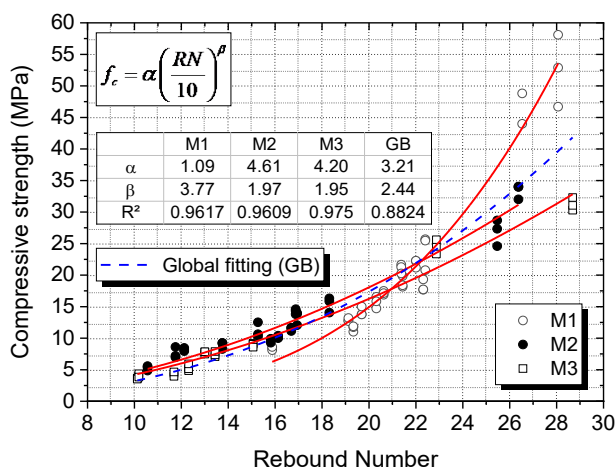 60
55
50
45
40
35
30
25
20
15
10
5
0
Compressive strength (MPa)
f_c = α(RN/10)^β
M1 M2 M3 GB
α 1.09 4.61 4.20 3.21
β 3.77 1.97 1.95 2.44
R² 0.9617 0.9609 0.975 0.8824
Global fitting (GB)
M1
M2
M3
8 10 12 14 16 18 20 22 24 26 28 30
Rebound Number